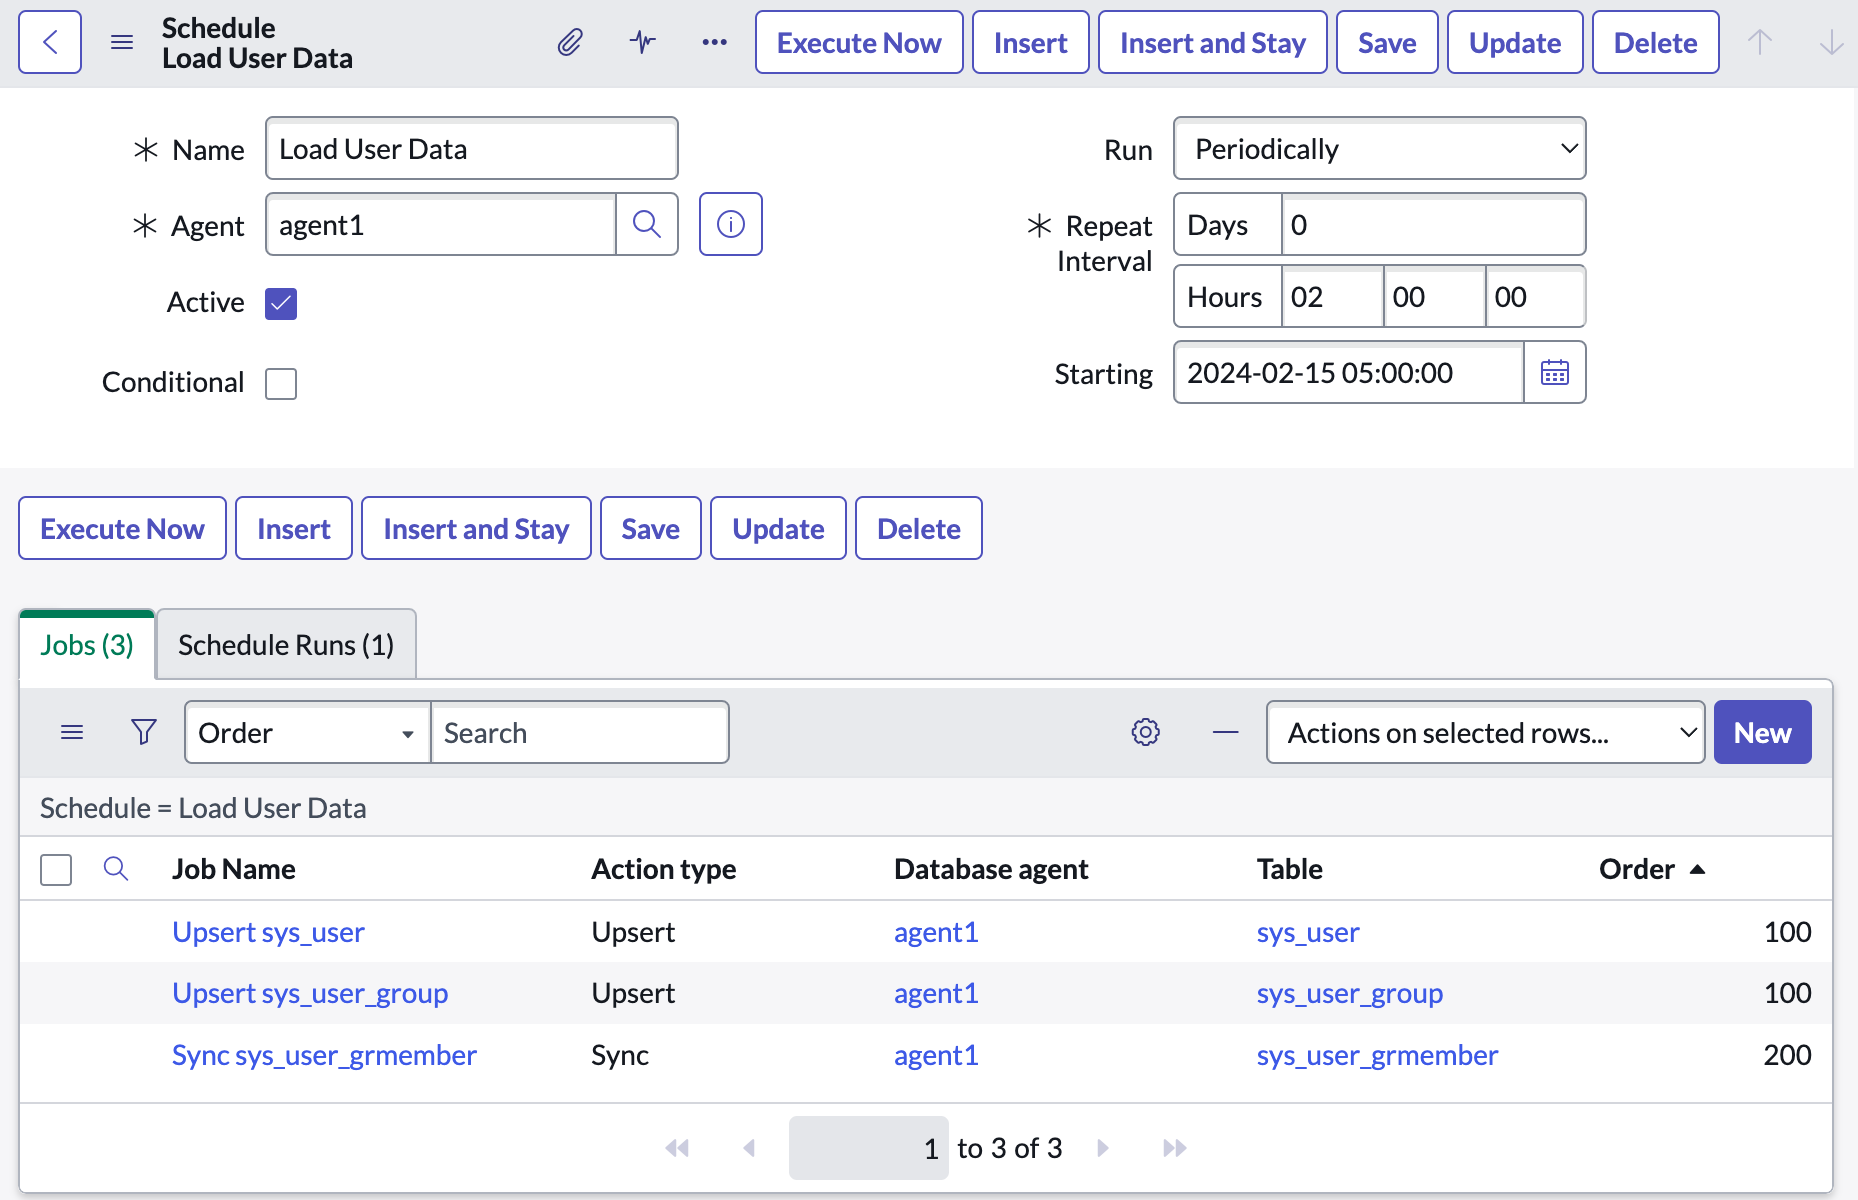 Schedule
Load User Data
Execute Now Insert Insert and Stay Save Update Delete
Name Load User Data
Run Periodically
Agent agent1
Repeat Interval Days 0
Active
Hours 02 00 00
Conditional
Starting 2024-02-15 05:00:00
Execute Now Insert Insert and Stay Save Update Delete
Jobs (3) Schedule Runs (1)
Order Search Actions on selected rows... New
Schedule = Load User Data
Job Name Action type Database agent Table Order
Upsert sys_user Upsert agent1 sys_user 100
Upsert sys_user_group Upsert agent1 sys_user_group 100
Sync sys_user_grmember Sync agent1 sys_user_grmember 200
1 to 3 of 3